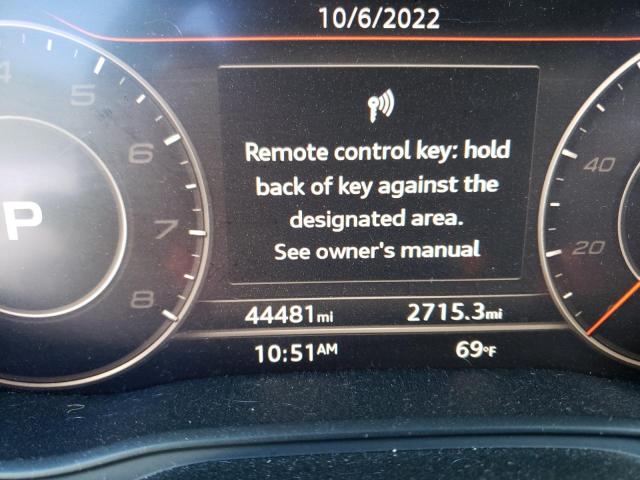 10/6/2022
4
5
6
7
8
P
Remote control key: hold
back of key against the
designated area.
See owner's manual
40
20
44481mi 2715.3mi
10:51AM 69°F